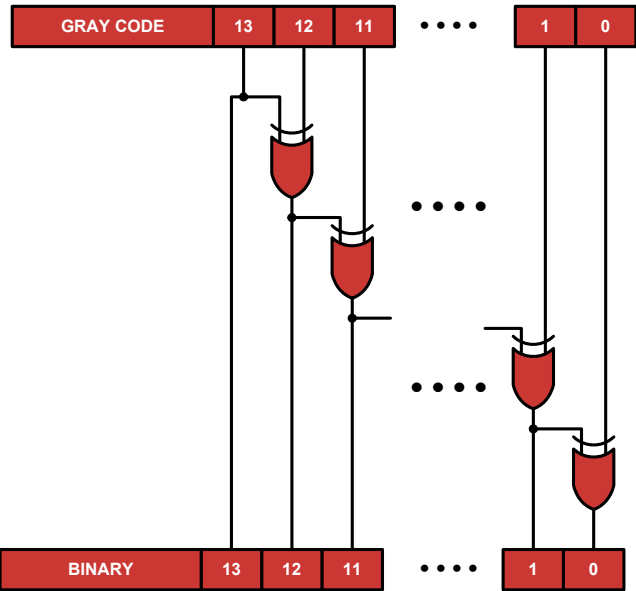 GRAY CODE 13 12 11 •••• 1 0
••••
••••
BINARY 13 12 11 •••• 1 0